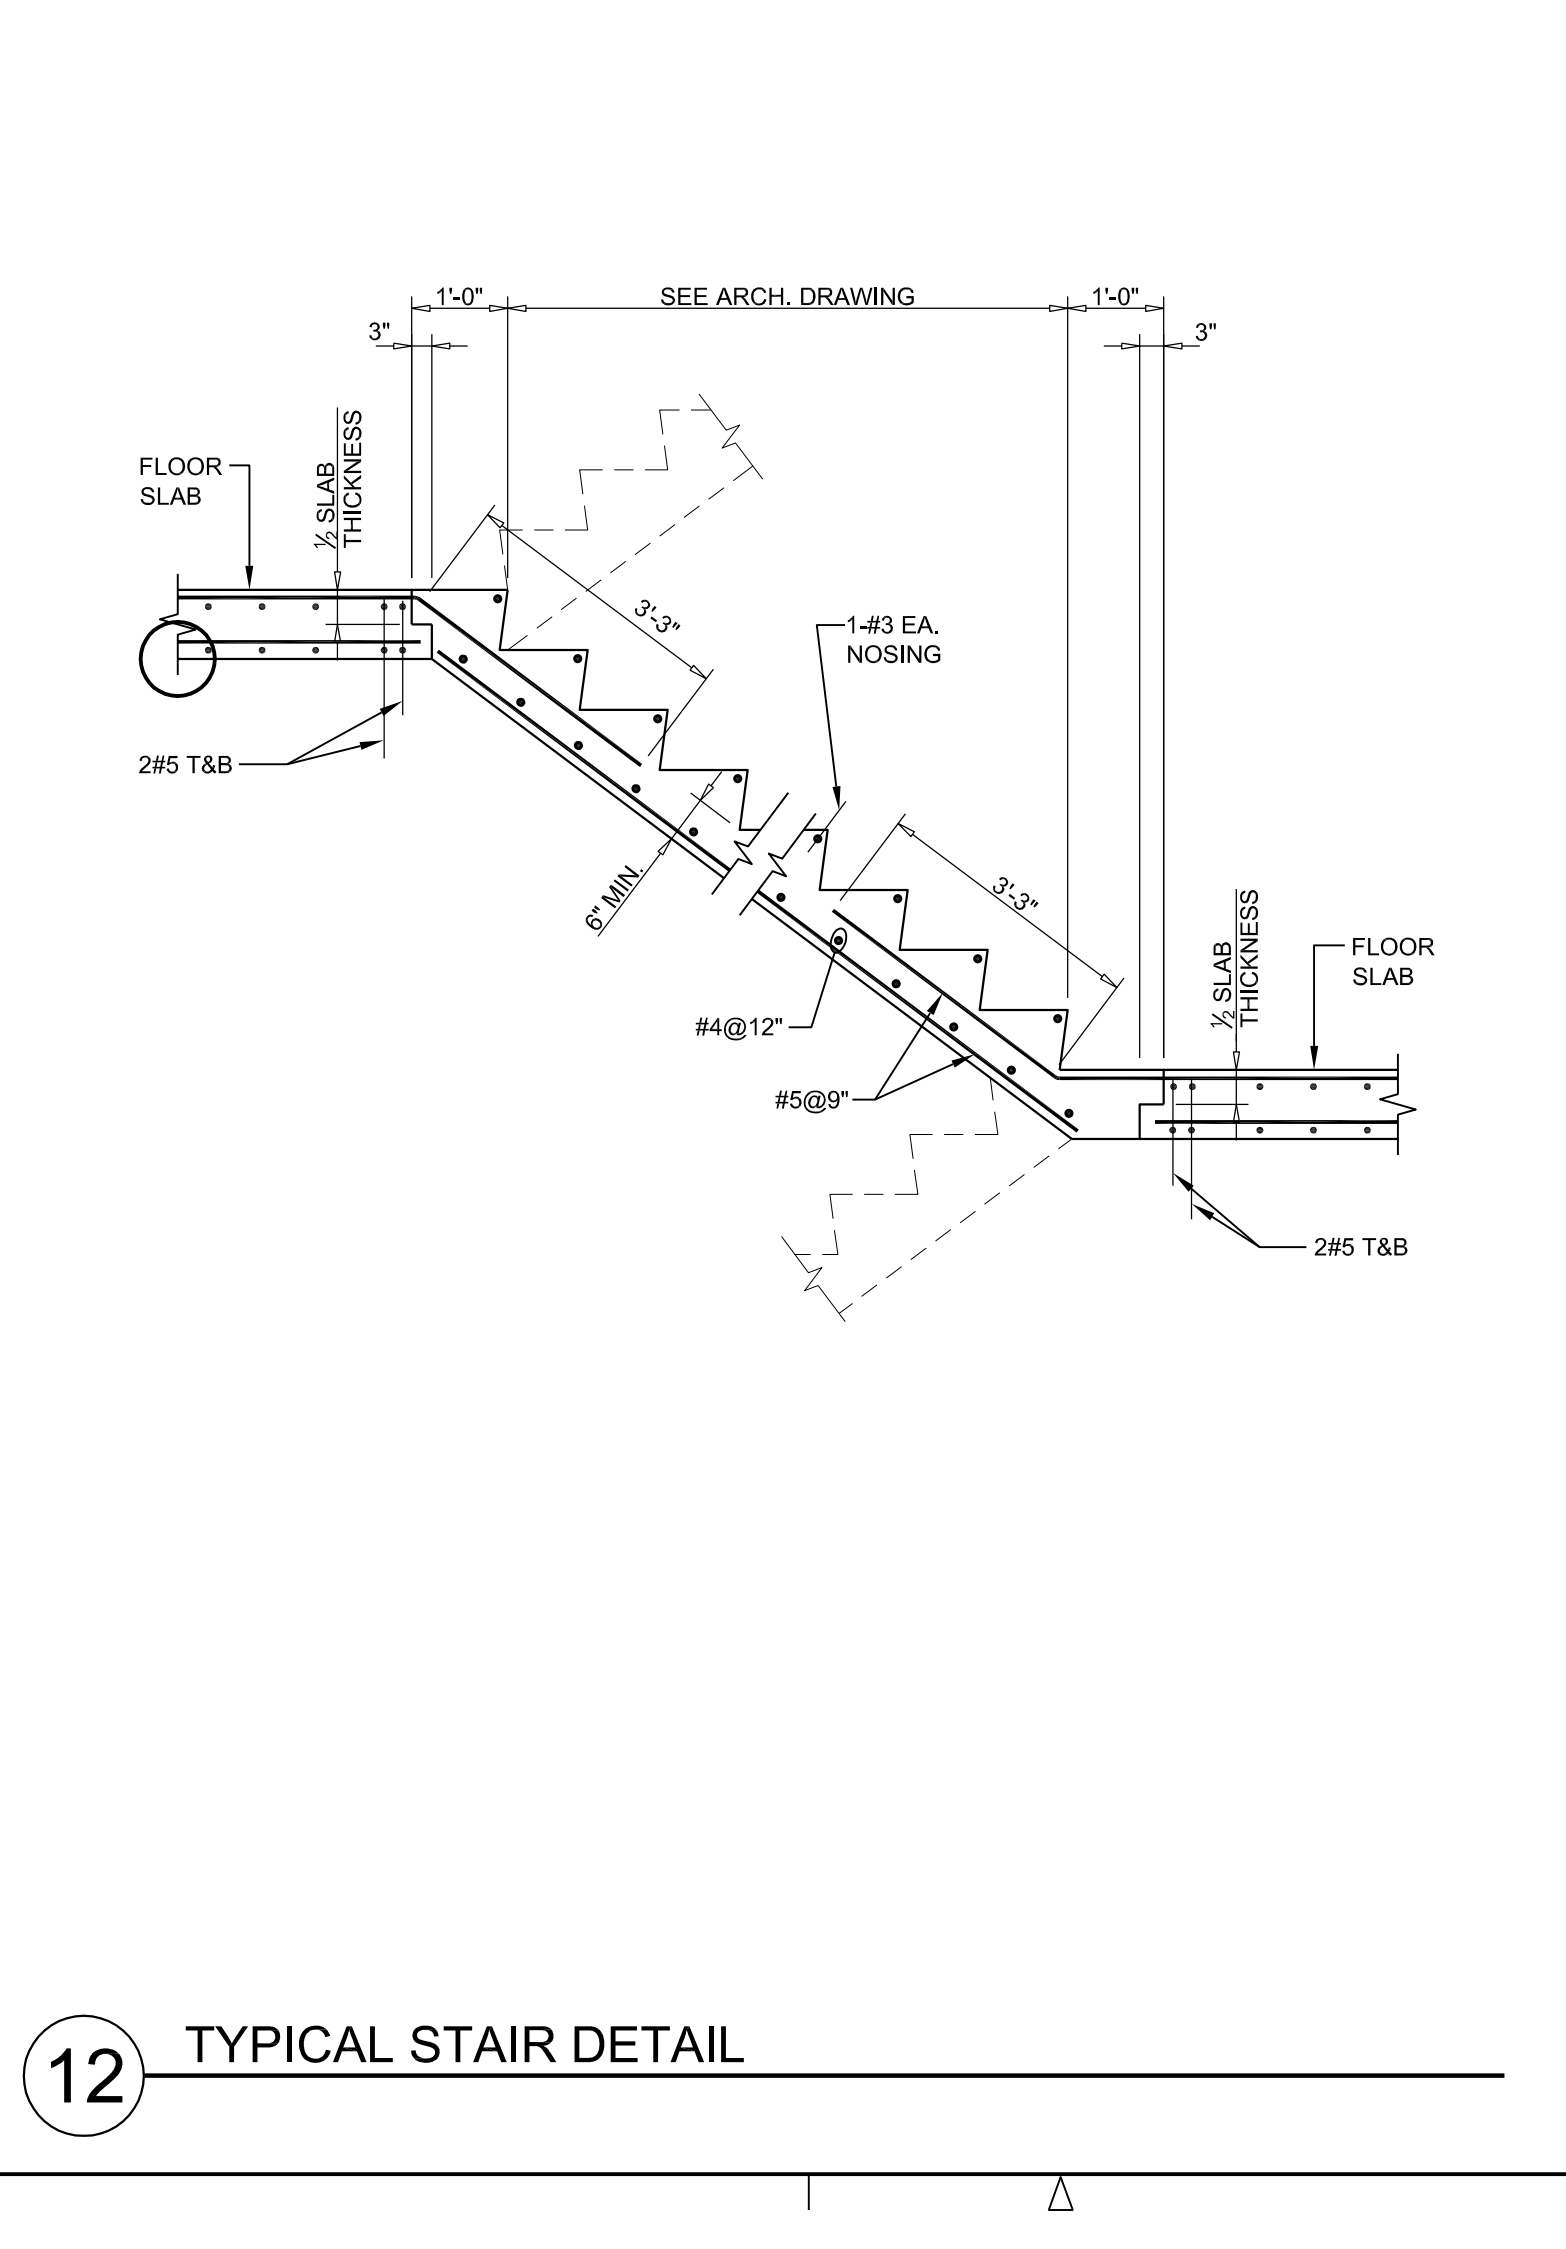 1'-0"
SEE ARCH. DRAWING
1'-0"
3"
3"
FLOOR
SLAB
½ SLAB
THICKNESS
3'-3"
1-#3 EA.
NOSING
2#5 T&B
6" MIN.
3'-3"
½ SLAB
THICKNESS
FLOOR
SLAB
#4@12"
#5@9"
2#5 T&B
12
TYPICAL STAIR DETAIL